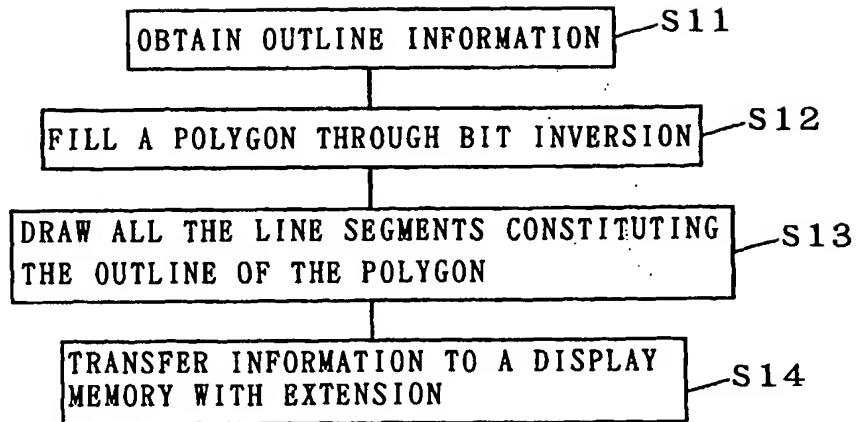 OBTAIN OUTLINE INFORMATION
S11
FILL A POLYGON THROUGH BIT INVERSION
S12
DRAW ALL THE LINE SEGMENTS CONSTITUTING
THE OUTLINE OF THE POLYGON
S13
TRANSFER INFORMATION TO A DISPLAY
MEMORY WITH EXTENSION
S14